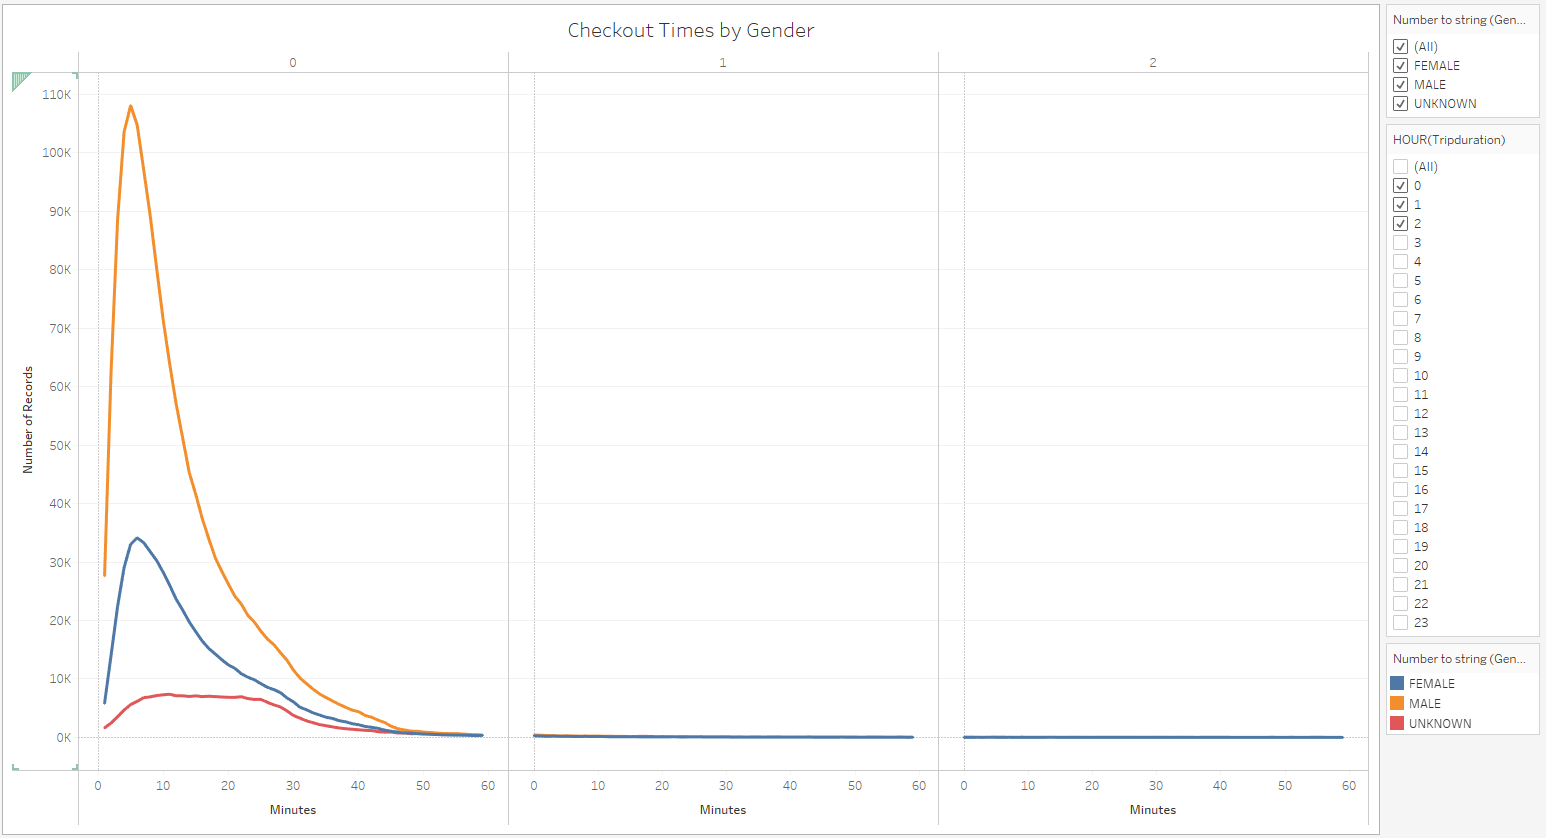 Checkout Times by Gender
0 1 2
110K
100K
90K
80K
70K
60K
50K
40K
30K
20K
10K
0K
Number of Records
0 10 20 30 40 50 60 0 10 20 30 40 50 60 0 10 20 30 40 50 60
Minutes Minutes Minutes
Number to string (Gen...
(All)
FEMALE
MALE
UNKNOWN
HOUR(Tripduration)
(All)
0
1
2
3
4
5
6
7
8
9
10
11
12
13
14
15
16
17
18
19
20
21
22
23
Number to string (Gen...
FEMALE
MALE
UNKNOWN